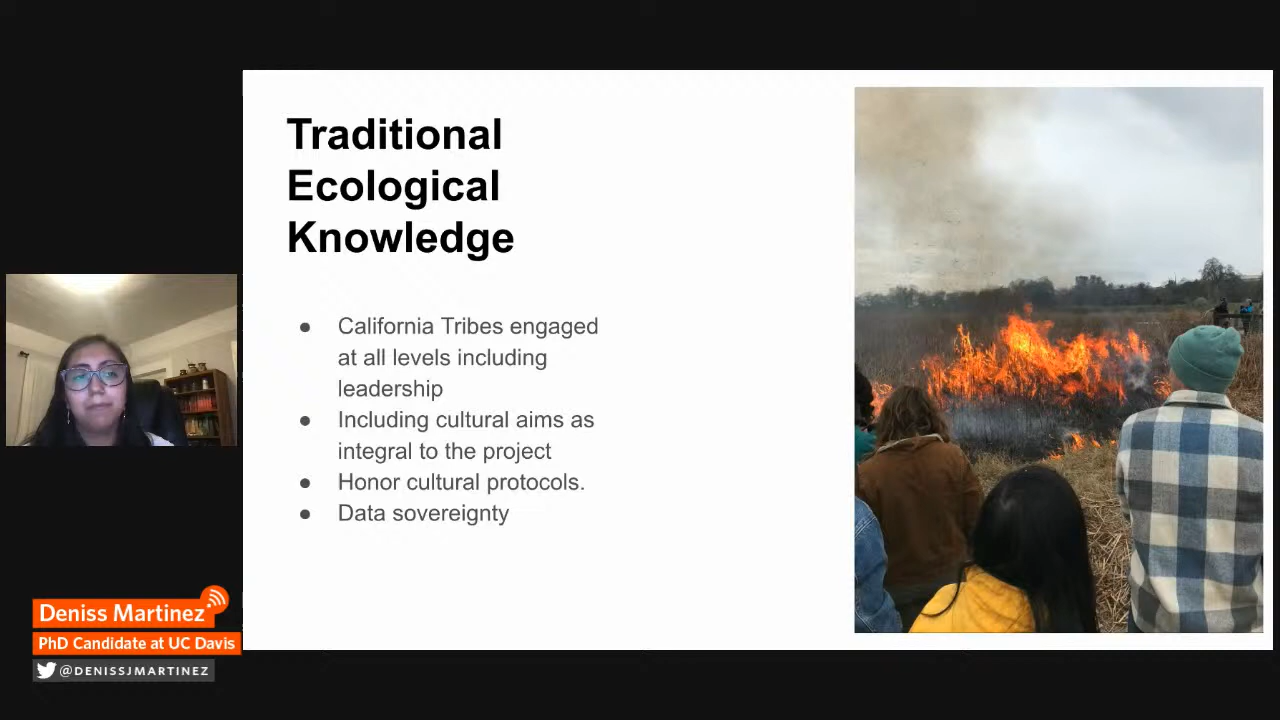 Traditional
Ecological
Knowledge
● California Tribes engaged
at all levels including
leadership
● Including cultural aims as
integral to the project
● Honor cultural protocols.
● Data sovereignty
Deniss Martinez
PhD Candidate at UC Davis
@DENISSJMARTINEZ